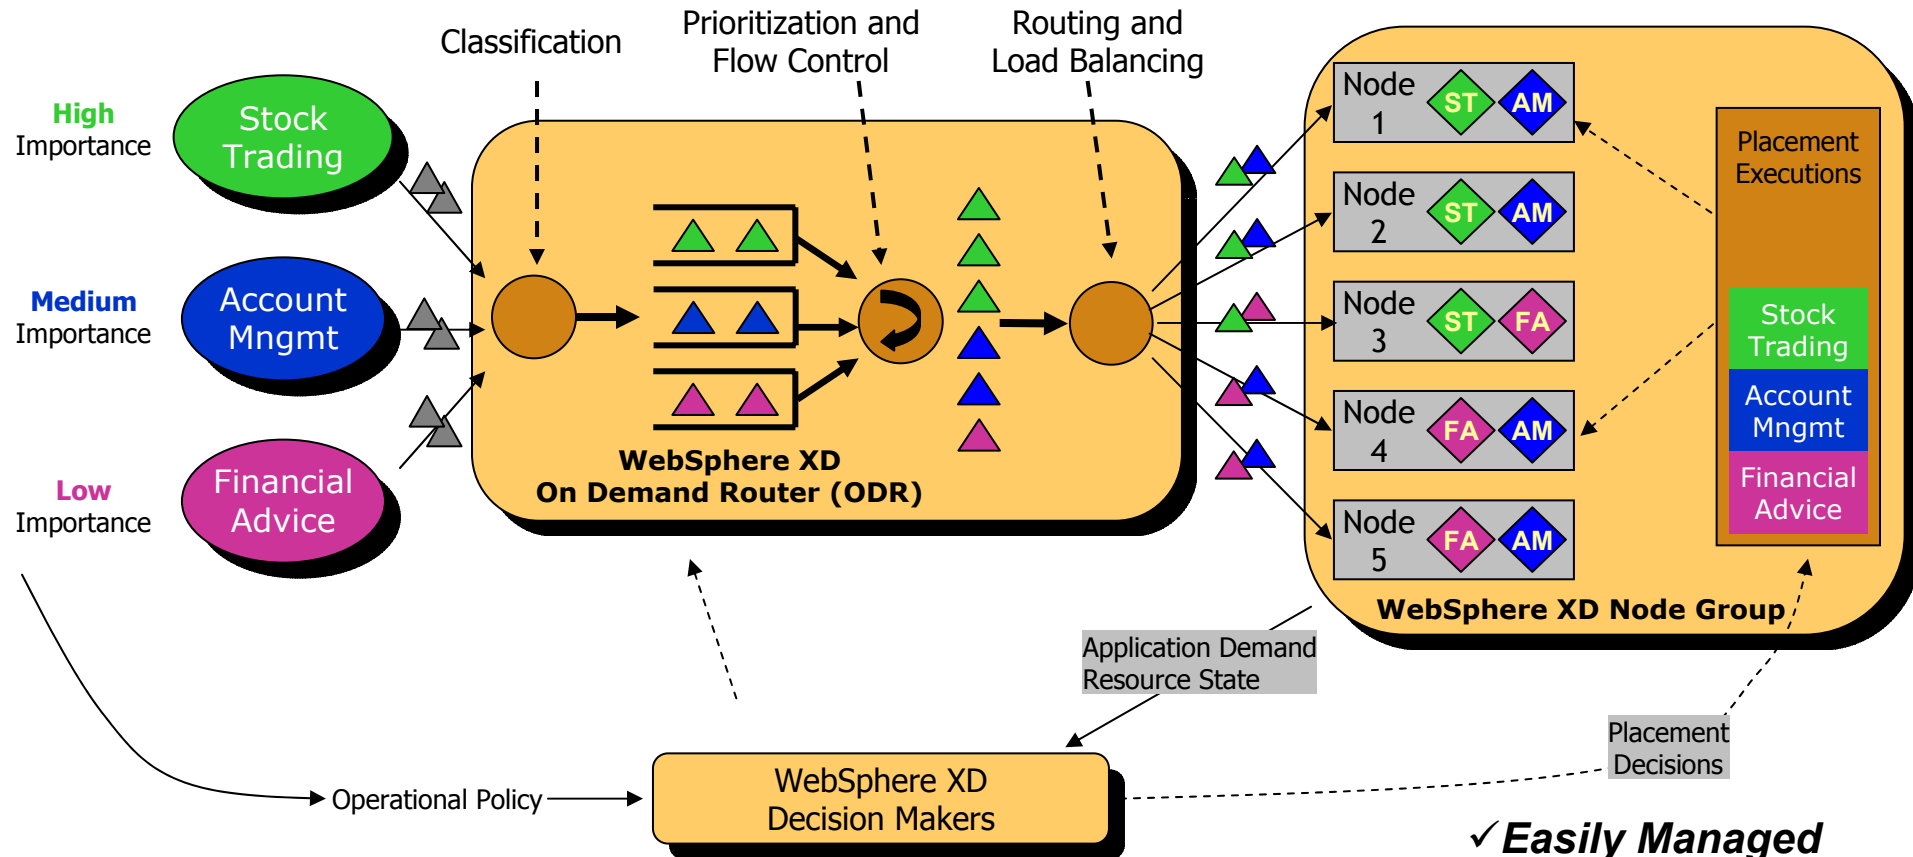 Classification
Prioritization and
Flow Control
Routing and
Load Balancing
High
Importance
Stock
Trading
Medium
Importance
Account
Mngmt
Low
Importance
Financial
Advice
WebSphere XD
On Demand Router (ODR)
Node
1
ST
AM
Node
2
ST
AM
Node
3
ST
FA
Node
4
FA
AM
Node
5
FA
AM
Placement
Executions
Stock
Trading
Account
Mngmt
Financial
Advice
WebSphere XD Node Group
Application Demand
Resource State
Placement
Decisions
Operational Policy
WebSphere XD
Decision Makers
✓Easily Managed